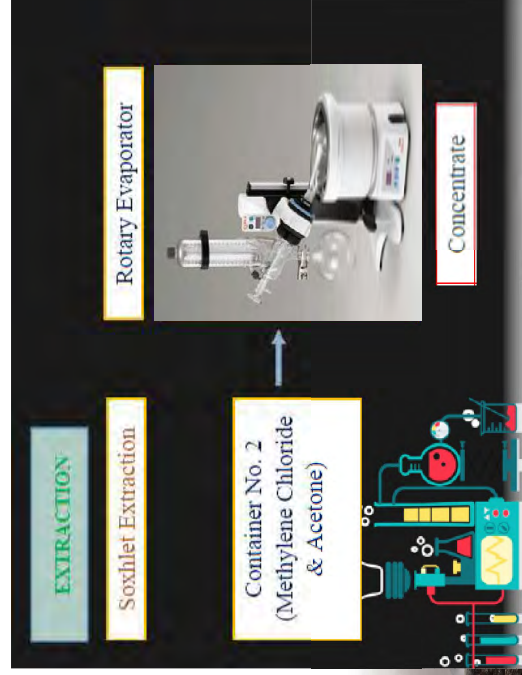 EXTRACTION
Soxhlet Extraction
Container No. 2
(Methylene Chloride
& Acetone)
Rotary Evaporator
Concentrate